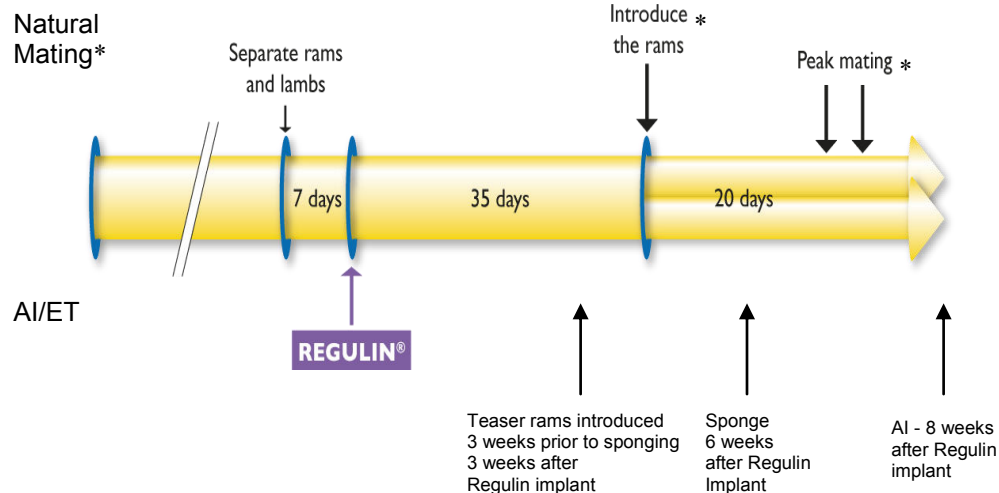 Natural
Mating*
Separate rams
and lambs
Introduce *
the rams
Peak mating *
7 days
35 days
20 days
AI/ET
REGULIN®
Teaser rams introduced
3 weeks prior to sponging
3 weeks after
Regulin implant
Sponge
6 weeks
after Regulin
Implant
AI - 8 weeks
after Regulin
implant